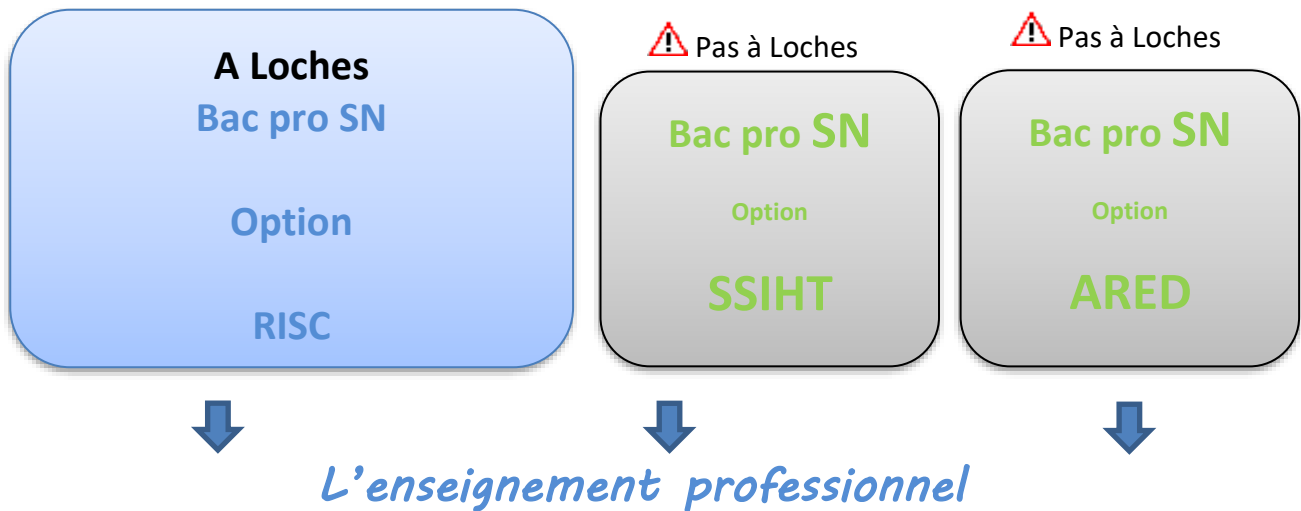 A Loches
Bac pro SN
Option
RISC
Pas à Loches
Bac pro SN
Option
SSIHT
Pas à Loches
Bac pro SN
Option
ARED
L'enseignement professionnel